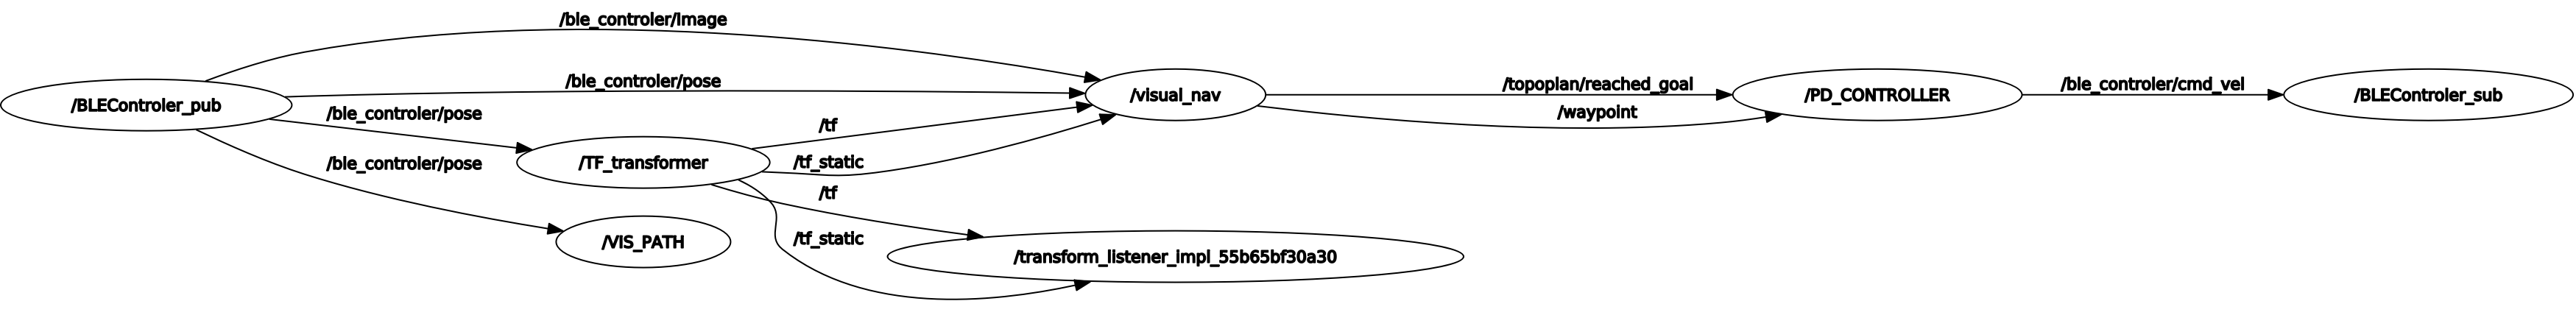 /ble_controler/image
/ble_controler/pose
/BLEControler_pub
/ble_controler/pose
/ble_controler/pose
/TF_transformer
/VIS_PATH
/tf
/tf_static
/tf
/tf_static
/visual_nav
/transform_listener_impl_55b65bf30a30
/topoplan/reached_goal
/waypoint
/PD_CONTROLLER
/ble_controler/cmd_vel
/BLEControler_sub